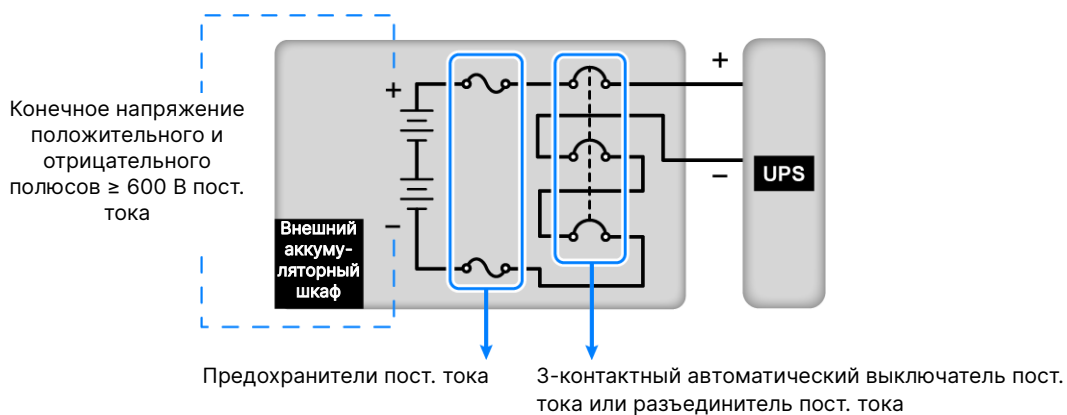 Конечное напряжение
положительного и
отрицательного
полюсов ≥ 600 В пост.
тока
+
−
Внешний
аккуму-
ляторный
шкаф
+
−
UPS
Предохранители пост. тока
3-контактный автоматический выключатель пост.
тока или разъединитель пост. тока